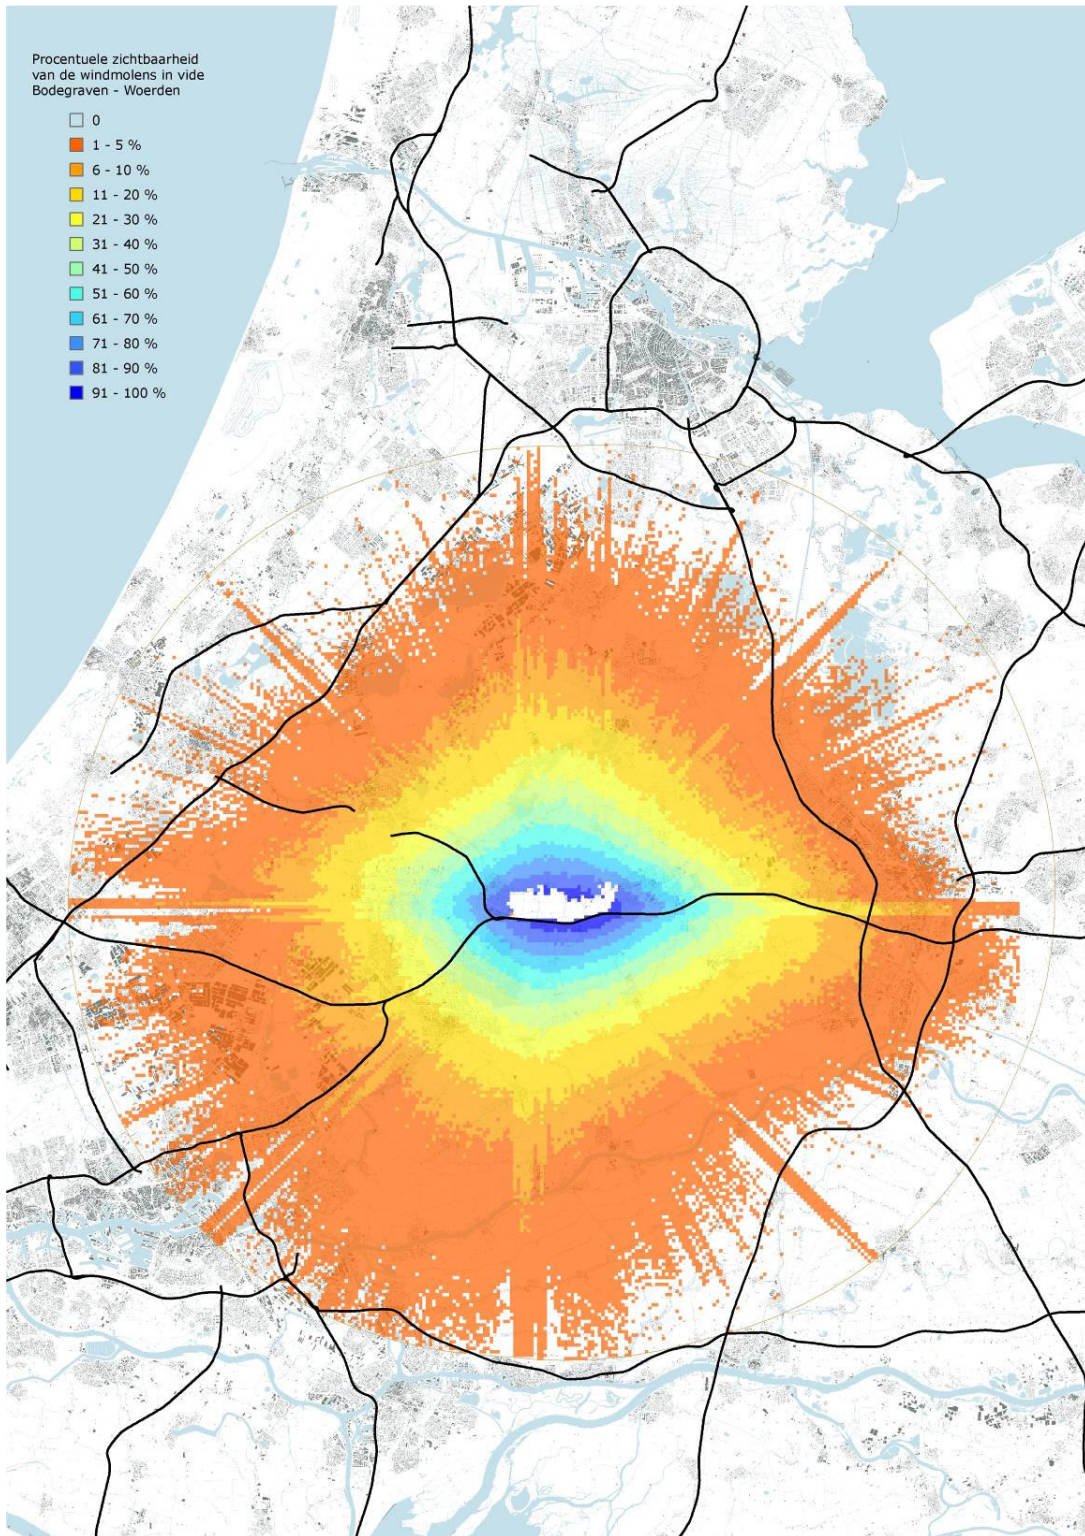 Procentuele zichtbaarheid
van de windmolens in vide
Bodegraven - Woerden
0
1 - 5 %
6 - 10 %
11 - 20 %
21 - 30 %
31 - 40 %
41 - 50 %
51 - 60 %
61 - 70 %
71 - 80 %
81 - 90 %
91 - 100 %